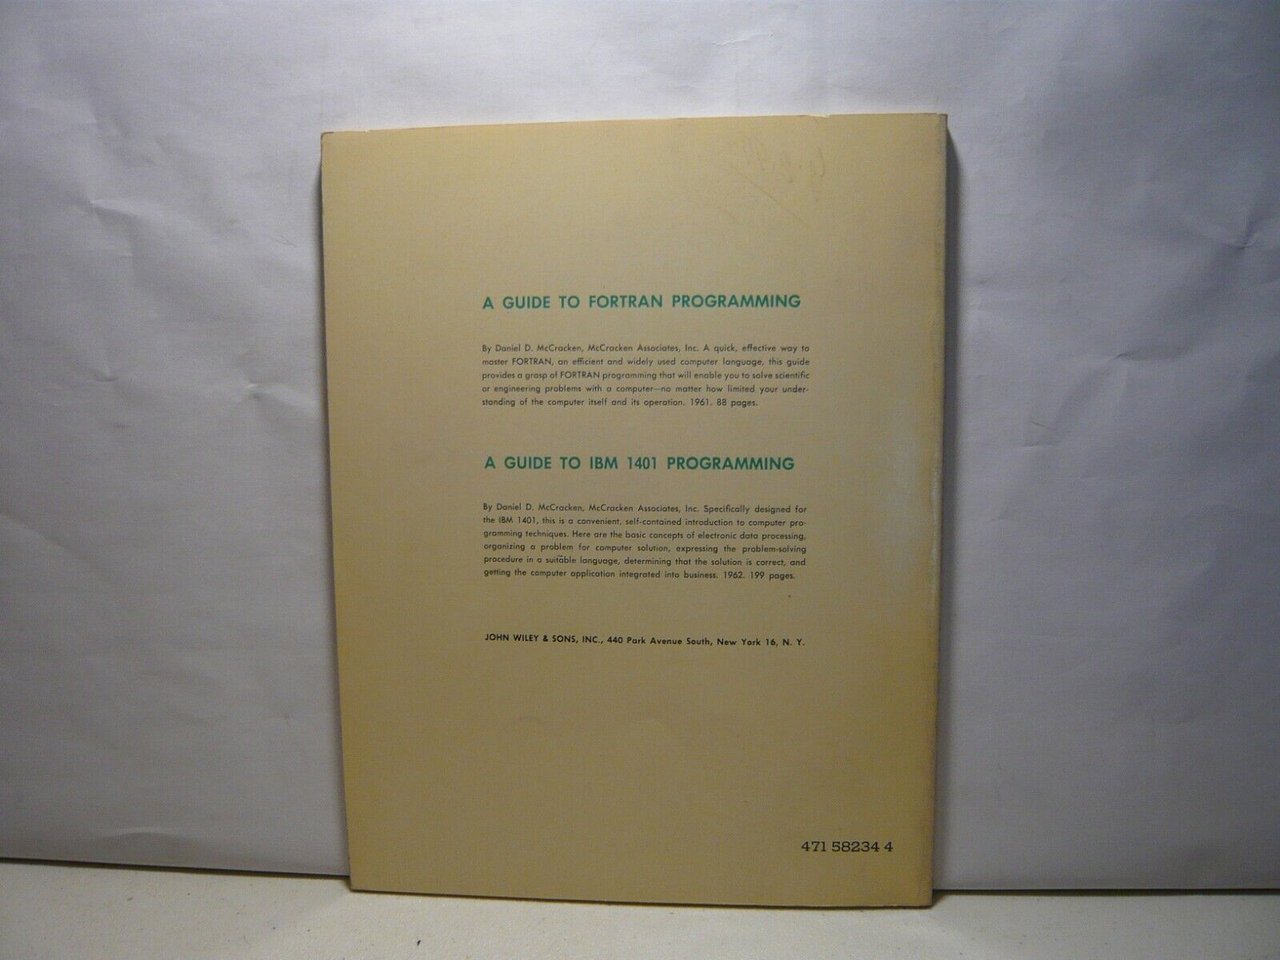 A GUIDE TO FORTRAN PROGRAMMING
By Daniel D. McCracken, McCracken Associates, Inc. A quick, effective way to
master FORTRAN, an efficient and widely used computer language, this guide
provides a grasp of FORTRAN programming that will enable you to solve scientific
or engineering problems with a computer—no matter how limited your under-
standing of the computer itself and its operation. 1961. 88 pages.
A GUIDE TO IBM 1401 PROGRAMMING
By Daniel D. McCracken, McCracken Associates, Inc. Specifically designed for
the IBM 1401, this is a convenient, self-contained introduction to computer pro-
gramming techniques. Here are the basic concepts of electronic data processing,
organizing a problem for computer solution, expressing the problem-solving
procedure in a suitable language, determining that the solution is correct, and
getting the computer application integrated into business. 1962. 199 pages.
JOHN WILEY & SONS, INC., 440 Park Avenue South, New York 16, N. Y.
471 58234 4